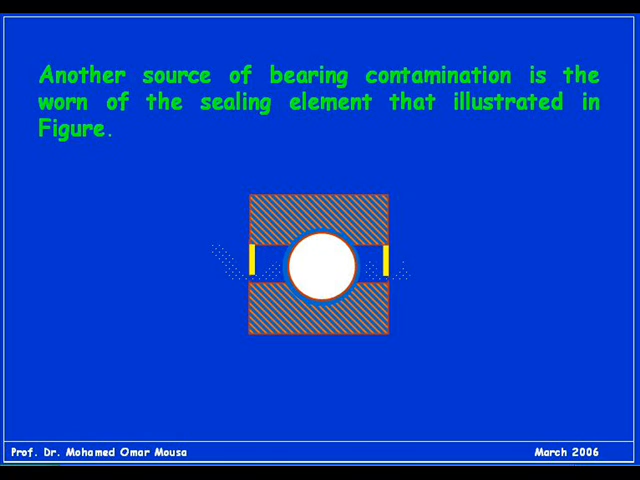 Another source of bearing contamination is the
worn of the sealing element that illustrated in
Figure.
Prof. Dr. Mohamed Omar Mousa
March 2006